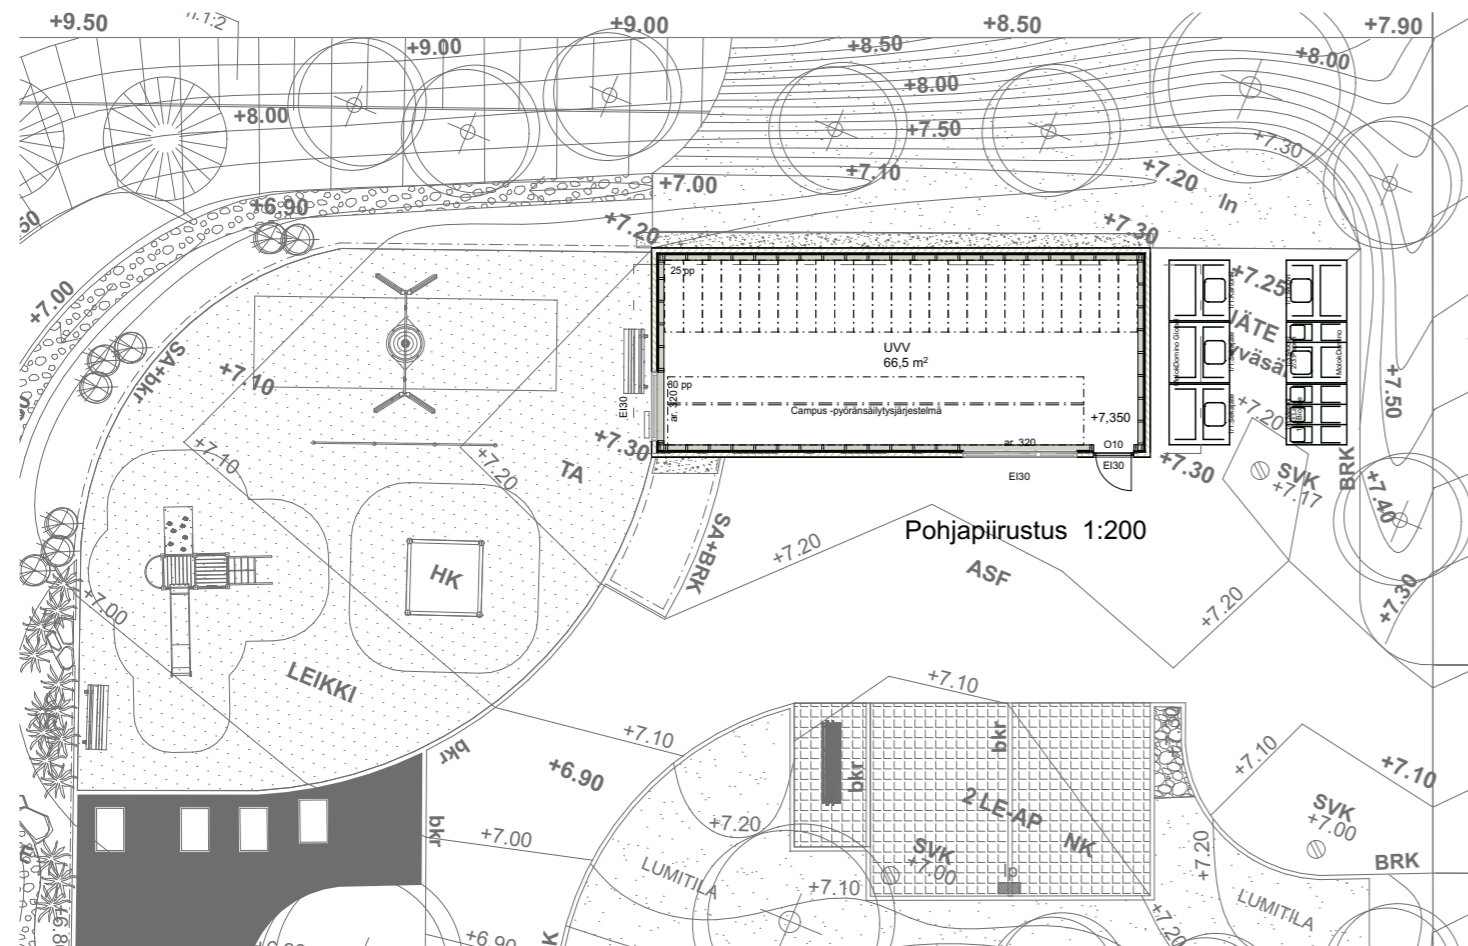 +9.50
+9.00
+8.50
+7.90
+9.00
+8.50
+8.00
+8.00
+8.00
+7.50
+7.30
+7.10
+7.20
+7.00
ln
+6.90
+7.20
+7.30
+7.00
25 pp
+7.25
JÄTE
UVV
66,5 m²
SA+bkr
+7.10
+7.50
EI30
80 pp
ar. 320
Campus -pyöränsäilytysjärjestelmä
+7,350
+7.20
+7.30
ar. 320
O10
EI30
EI30
+7.30
+7.10
+7.20
TA
SVK
+7.17
BRK
+7.40
Pohjapiirustus 1:200
SA+BRK
+7.20
ASF
HK
+7.00
+7.20
+7.30
LEIKKI
+7.10
+7.10
bkr
bkr
+7.10
+7.10
+6.90
bkr
2 LE-AP
NK
SVK
+7.00
bkr
+7.00
+7.20
SVK
+7.00
lp
+7.20
BRK
LUMITILA
+7.10
LUMITILA
+7.20
+6.90